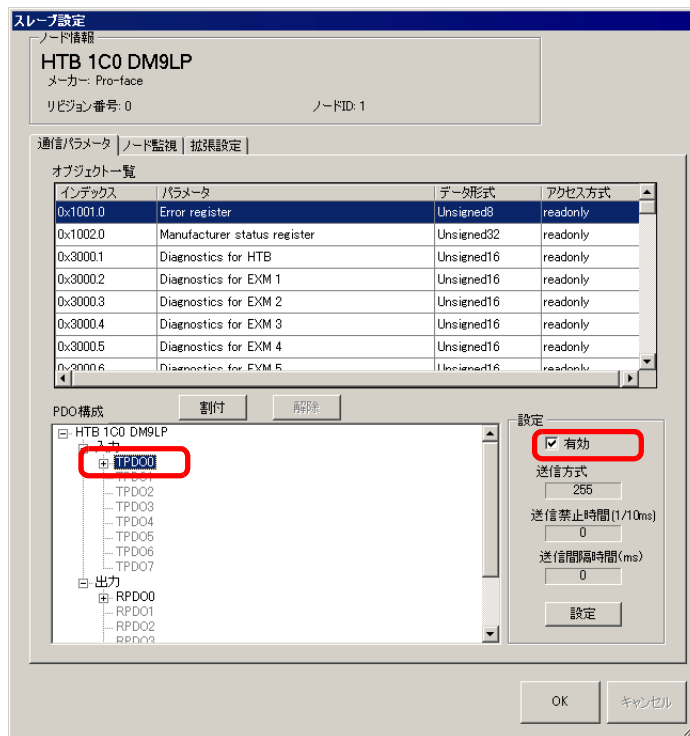 スレーブ設定
ノード情報
HTB 1C0 DM9LP
メーカー: Pro-face
リビジョン番号: 0 ノードID: 1
通信パラメータ ノード監視 拡張設定
オブジェクト一覧
インデックス パラメータ データ形式 アクセス方式
0x1001.0 Error register Unsigned8 readonly
0x1002.0 Manufacturer status register Unsigned32 readonly
0x3000.1 Diagnostics for HTB Unsigned16 readonly
0x3000.2 Diagnostics for EXM 1 Unsigned16 readonly
0x3000.3 Diagnostics for EXM 2 Unsigned16 readonly
0x3000.4 Diagnostics for EXM 3 Unsigned16 readonly
0x3000.5 Diagnostics for EXM 4 Unsigned16 readonly
0x3000.6 Diagnostics for EXM 5 Unsigned16 readonly
PDO構成 割付 解除
HTB 1C0 DM9LP
入力
TPDO0
TPDO1
TPDO2
TPDO3
TPDO4
TPDO5
TPDO6
TPDO7
出力
RPDO0
RPDO1
RPDO2
RPDO3
設定
有効
送信方式
255
送信禁止時間(1/10ms)
0
送信間隔時間(ms)
0
設定
OK キャンセル